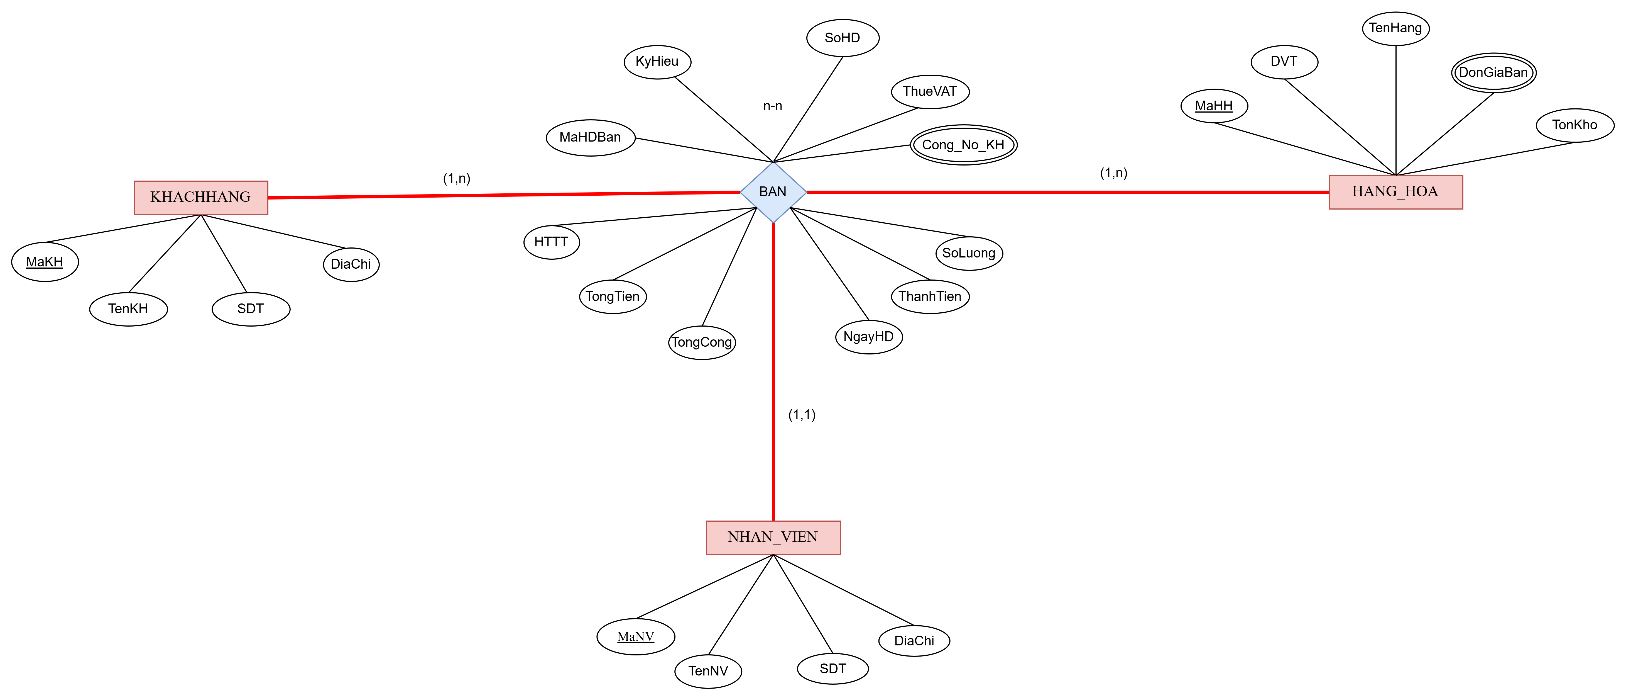 SoHD
KyHieu
ThueVAT
n-n
MaHDBan
Cong_No_KH
TenHang
DVT
DonGiaBan
MaHH
TonKho
(1,n)
(1,n)
KHACHHANG
BAN
HANG_HOA
MaKH
TenKH
SDT
DiaChi
HTTT
TongTien
TongCong
NgayHD
ThanhTien
SoLuong
(1,1)
NHAN_VIEN
MaNV
TenNV
SDT
DiaChi